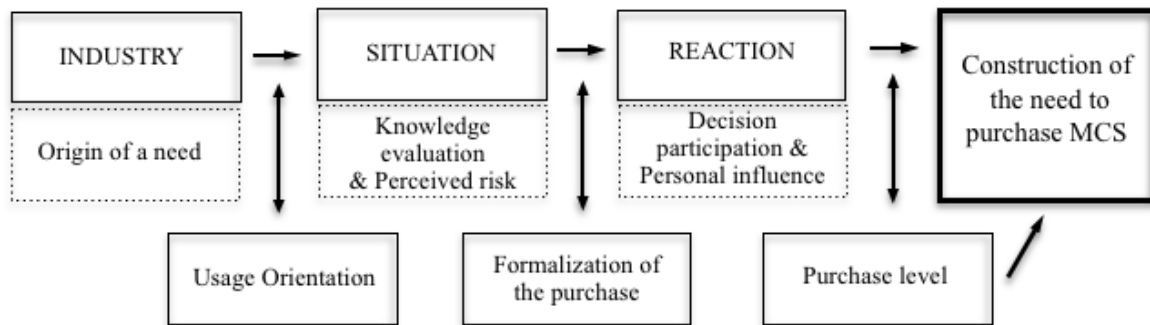 INDUSTRY
Origin of a need
SITUATION
Knowledge
evaluation
& Perceived risk
REACTION
Decision
participation &
Personal influence
Construction of
the need to
purchase MCS
Usage Orientation
Formalization of
the purchase
Purchase level